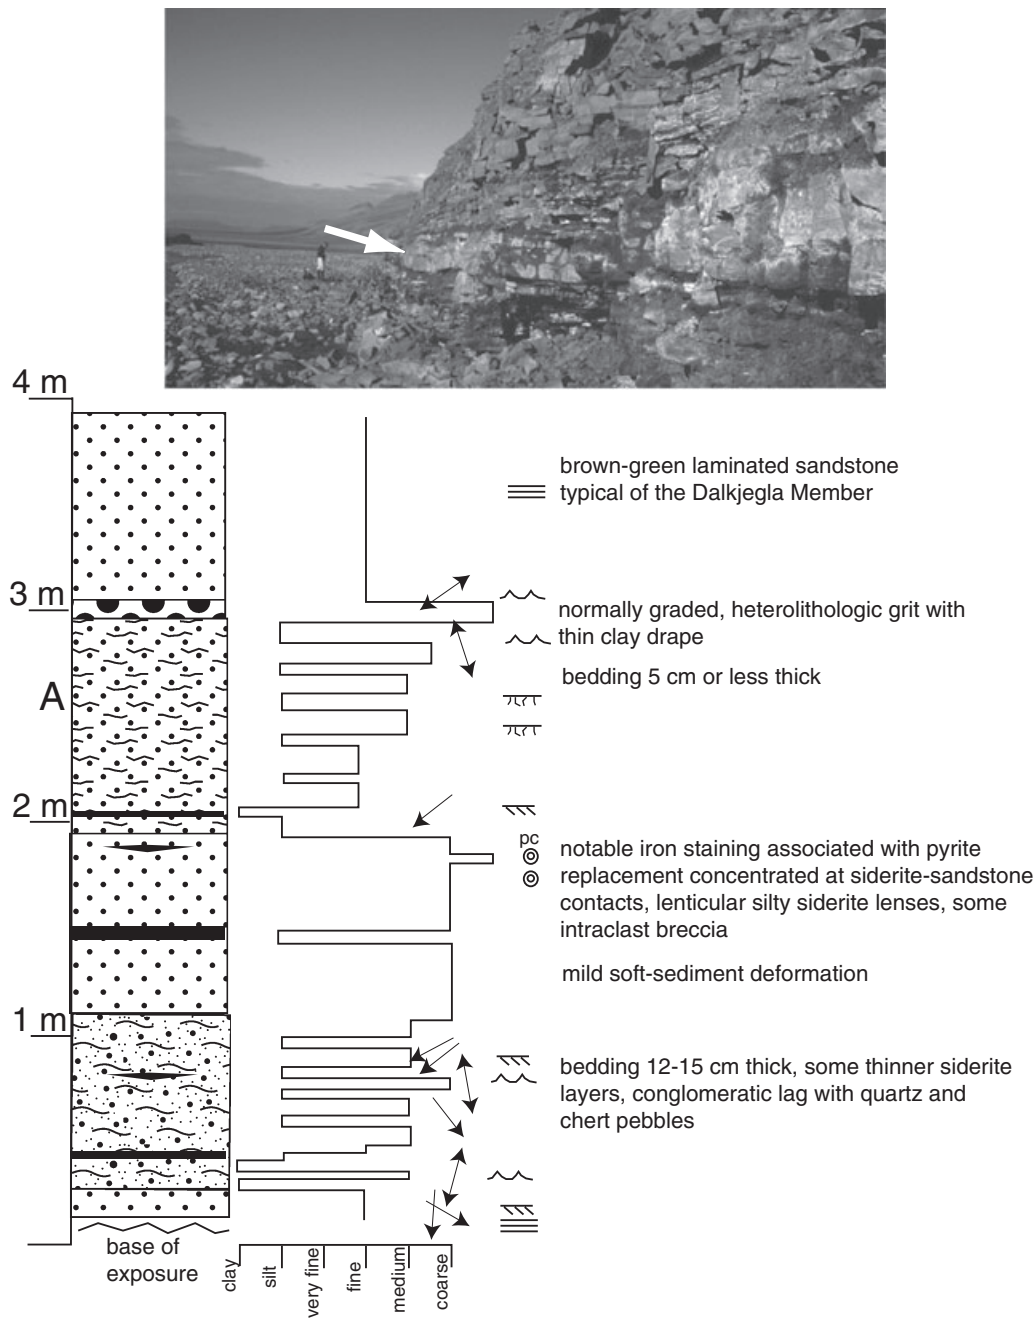 4 m
brown-green laminated sandstone
typical of the Dalkjegla Member
3 m
normally graded, heterolithologic grit with
thin clay drape
A
bedding 5 cm or less thick
2 m
pc
notable iron staining associated with pyrite
replacement concentrated at siderite-sandstone
contacts, lenticular silty siderite lenses, some
intraclast breccia
mild soft-sediment deformation
1 m
bedding 12-15 cm thick, some thinner siderite
layers, conglomeratic lag with quartz and
chert pebbles
base of
exposure
clay
silt
very fine
fine
medium
coarse